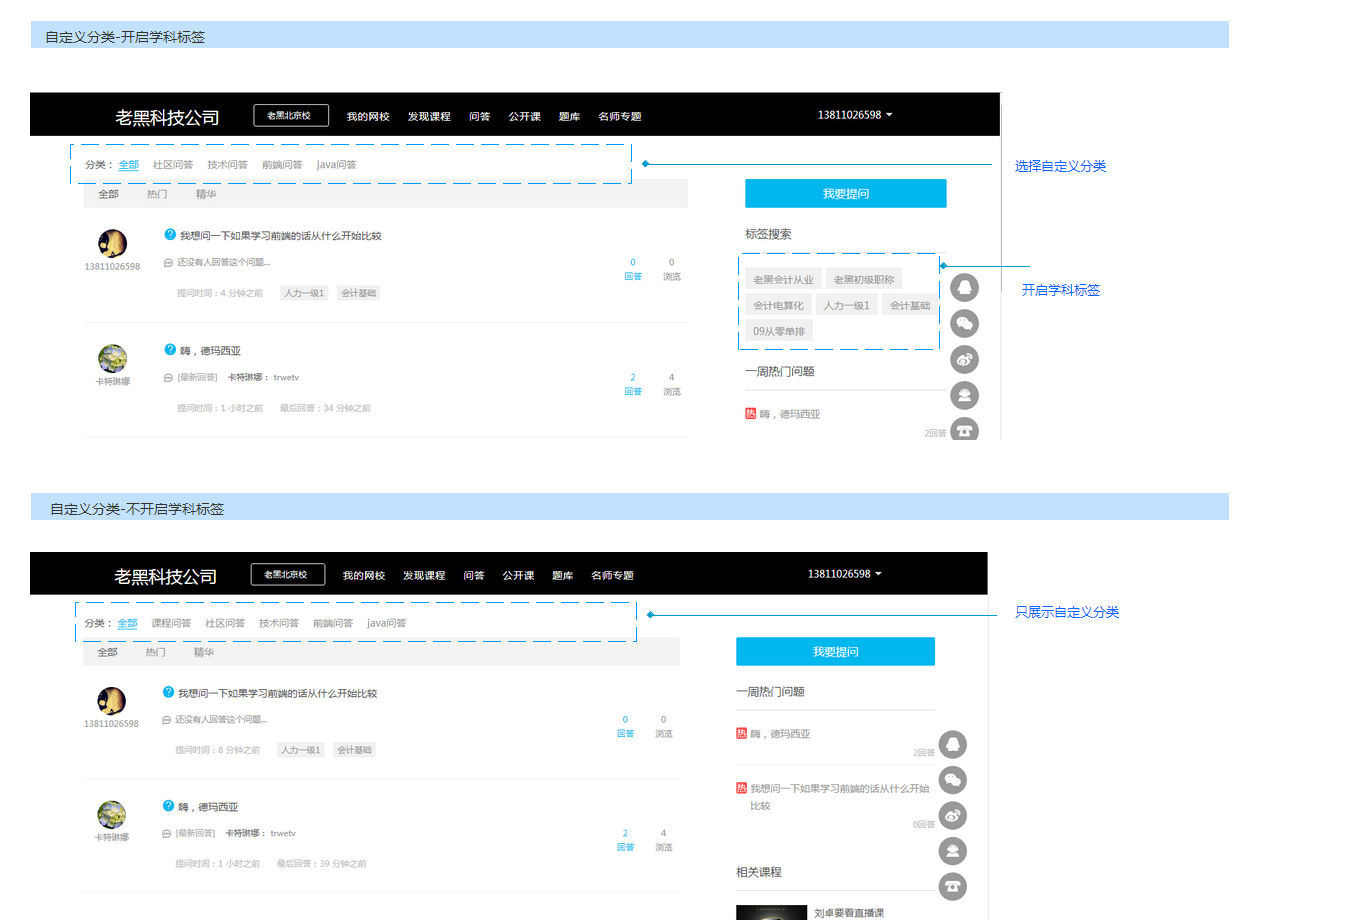 自定义分类-开启学科标签
老黑科技公司 老黑北京校 我的网校 发现课程 问答 公开课 题库 名师专题 13811026598
分类： 全部 社区问答 技术问答 前端问答 java问答
选择自定义分类
全部 热门 精华
我要提问
我想问一下如果学习前端的话从什么开始比较
标签搜索
13811026598
还没有人回答这个问题...
0 0
回答 浏览
提问时间：4 分钟之前 人力一级1 会计基础
老黑会计从业 老黑初级职称
会计电算化 人力一级1 会计基础
09从零单排
开启学科标签
嗨，德玛西亚
卡特琳娜
[最新回答] 卡特琳娜： trwetv
2 4
回答 浏览
提问时间：1 小时之前 最后回答：34 分钟之前
一周热门问题
热 嗨，德玛西亚
2回答
自定义分类-不开启学科标签
老黑科技公司 老黑北京校 我的网校 发现课程 问答 公开课 题库 名师专题 13811026598
分类： 全部 课程问答 社区问答 技术问答 前端问答 java问答
只展示自定义分类
全部 热门 精华
我要提问
我想问一下如果学习前端的话从什么开始比较
13811026598
还没有人回答这个问题...
0 0
回答 浏览
提问时间：8 分钟之前 人力一级1 会计基础
嗨，德玛西亚
卡特琳娜
[最新回答] 卡特琳娜： trwetv
2 4
回答 浏览
提问时间：1 小时之前 最后回答：39 分钟之前
一周热门问题
热 嗨，德玛西亚
2回答
热 我想问一下如果学习前端的话从什么开始
比较
0回答
相关课程
刘卓要看直播课